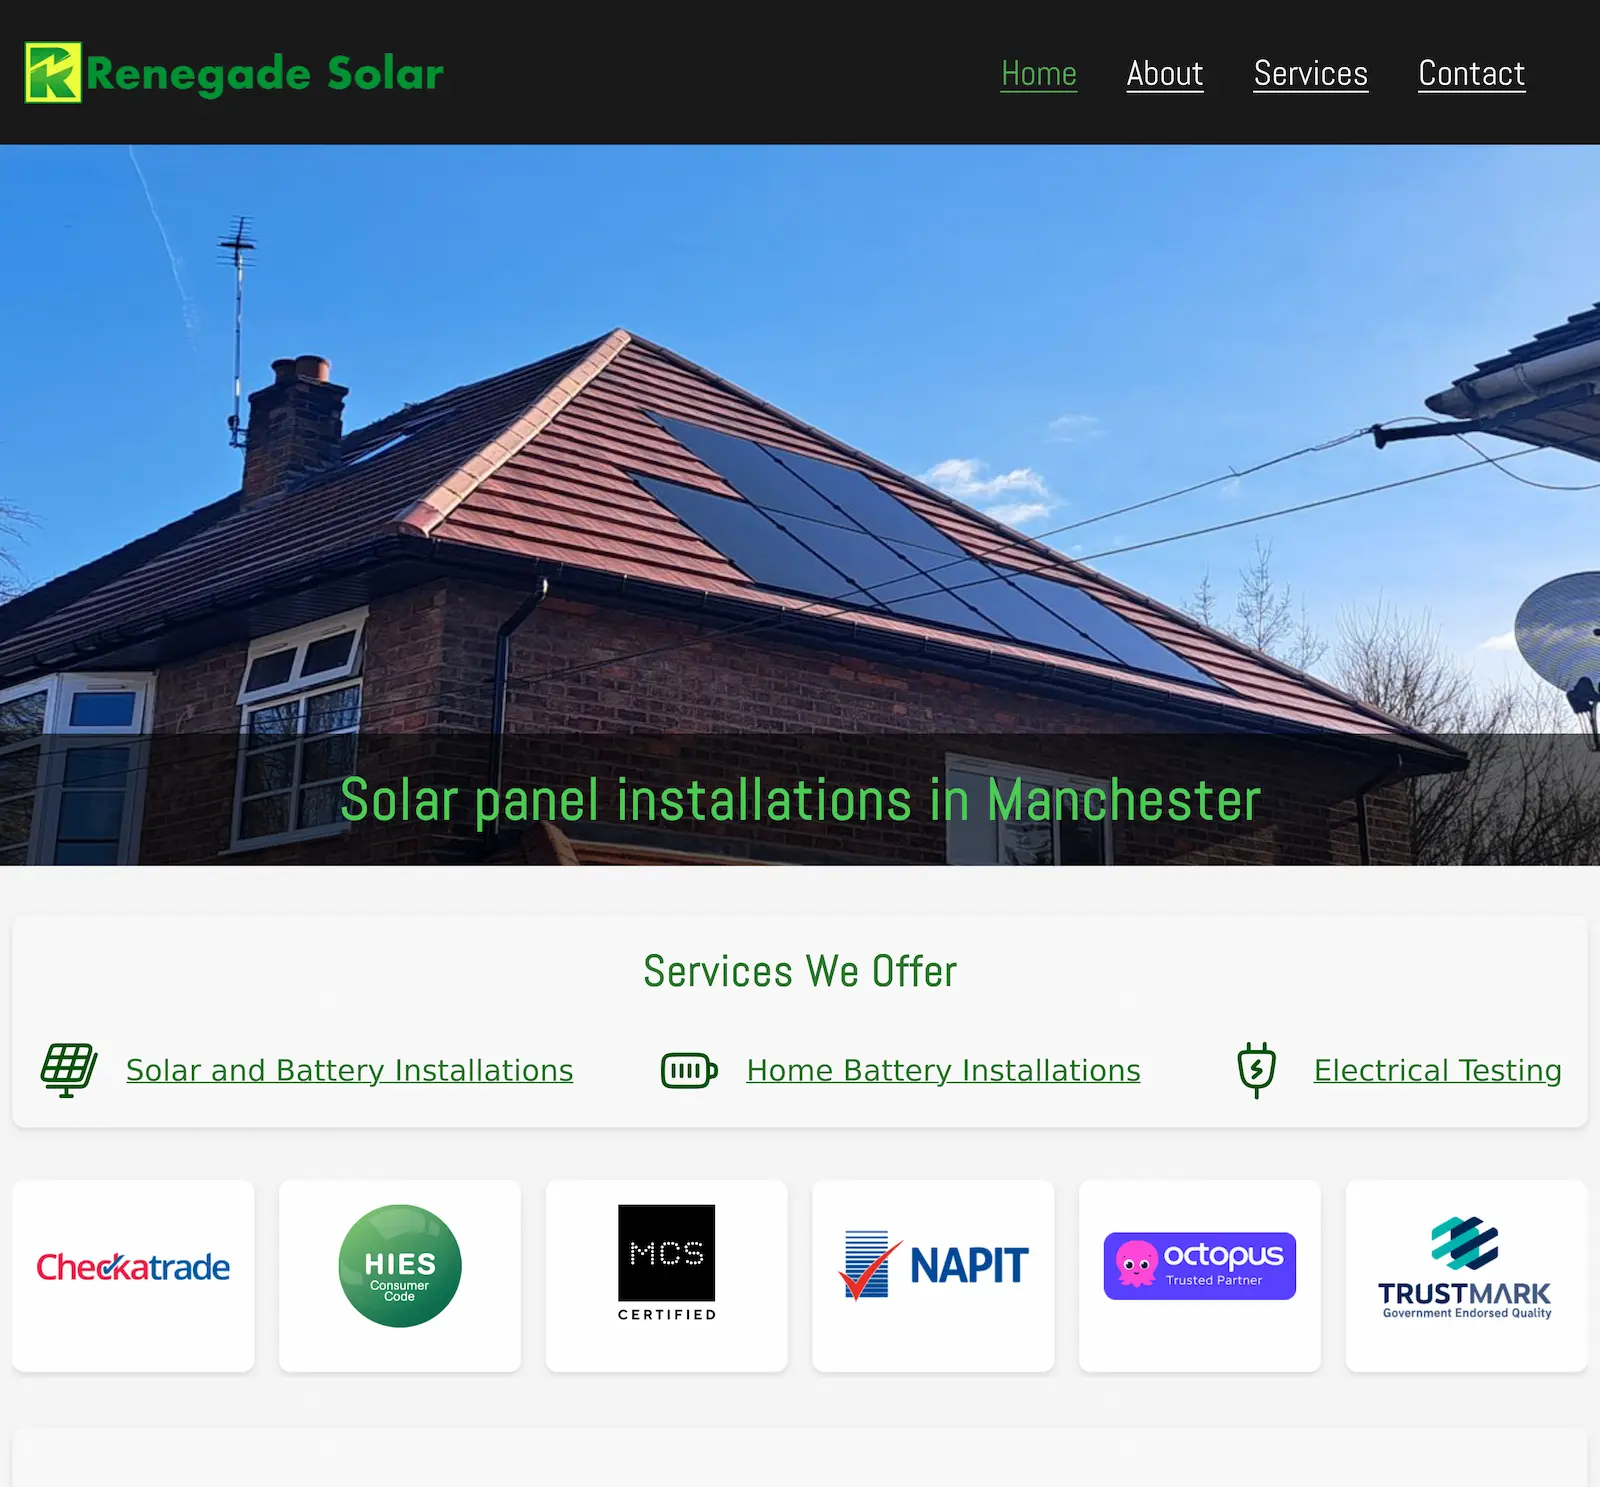 Renegade Solar
Home About Services Contact
Solar panel installations in Manchester
Services We Offer
Solar and Battery Installations Home Battery Installations Electrical Testing
Checkatrade
HIES
Consumer
Code
MCS
CERTIFIED
NAPIT
octopus
Trusted Partner
TRUSTMARK
Government Endorsed Quality